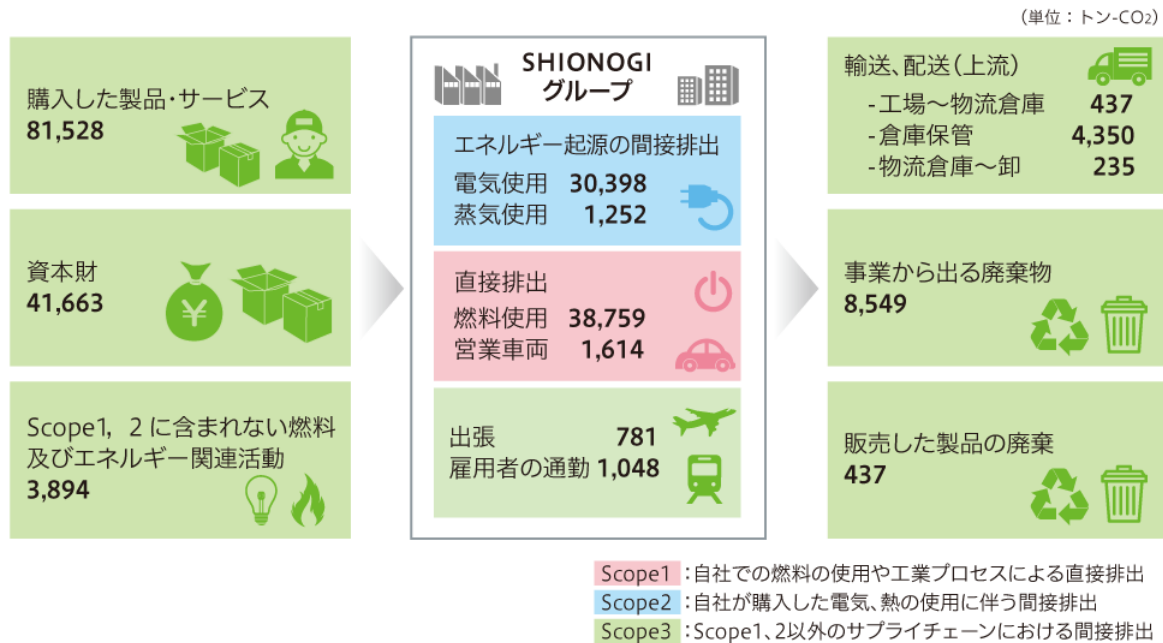 (単位：トン-CO2)
購入した製品・サービス
81,528
資本財
41,663
¥
Scope1, 2 に含まれない燃料
及びエネルギー関連活動
3,894
SHIONOGI
グループ
エネルギー起源の間接排出
電気使用 30,398
蒸気使用 1,252
直接排出
燃料使用 38,759
営業車両 1,614
出張 781
雇用者の通勤 1,048
輸送、配送(上流)
-工場～物流倉庫 437
-倉庫保管 4,350
-物流倉庫～卸 235
事業から出る廃棄物
8,549
販売した製品の廃棄
437
Scope1：自社での燃料の使用や工業プロセスによる直接排出
Scope2：自社が購入した電気、熱の使用に伴う間接排出
Scope3：Scope1、2以外のサプライチェーンにおける間接排出